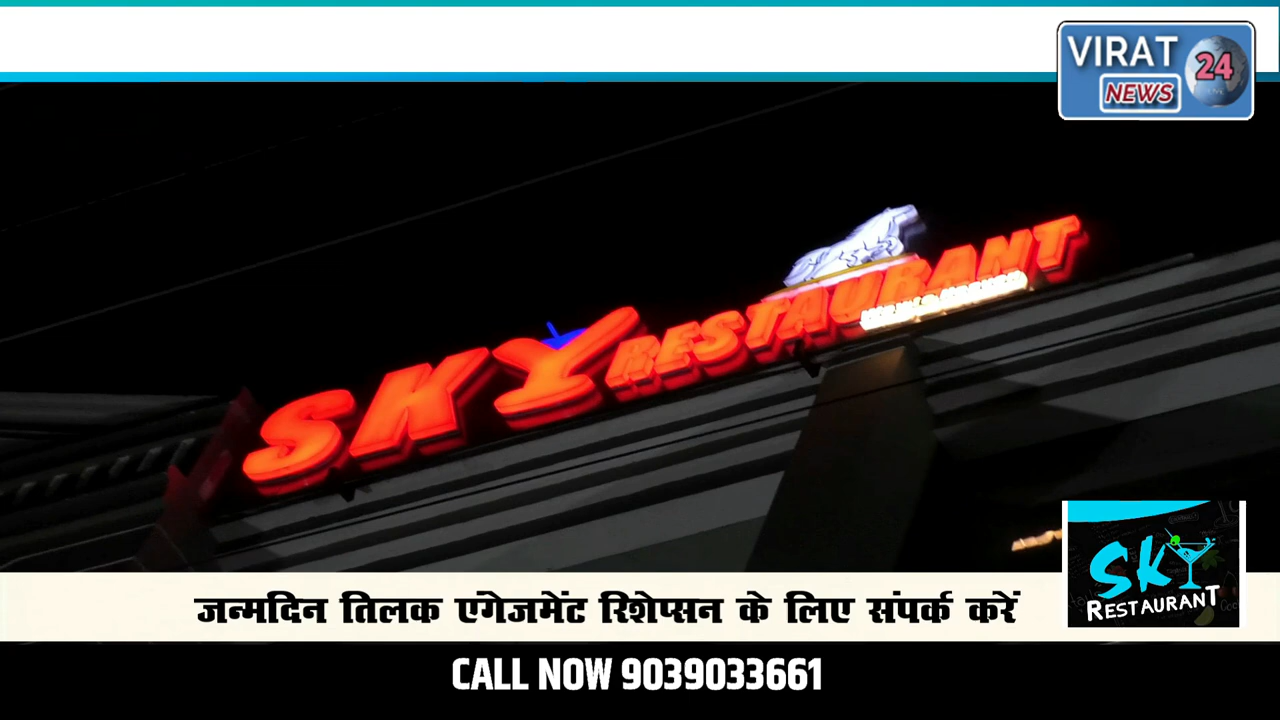 VIRAT
24
NEWS
SKY RESTAURANT
जन्मदिन तिलक एंगेजमेंट रिशेप्सन के लिए संपर्क करें
SKY
RESTAURANT
CALL NOW 9039033661